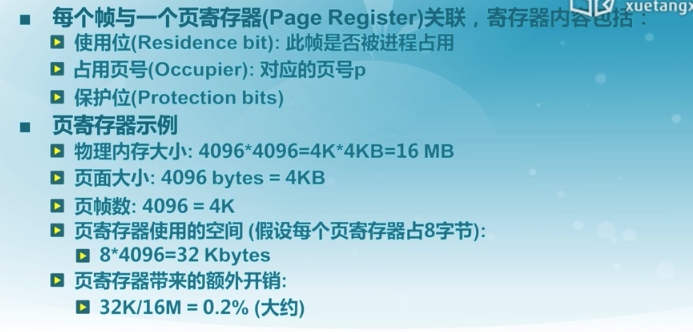 每个帧与一个页寄存器(Page Register)关联，寄存器内容包括：
xuetangx
使用位(Residence bit): 此帧是否被进程占用
占用页号(Occupier): 对应的页号p
保护位(Protection bits)
页寄存器示例
物理内存大小: 4096*4096=4K*4KB=16 MB
页面大小: 4096 bytes = 4KB
页帧数: 4096 = 4K
页寄存器使用的空间 (假设每个页寄存器占8字节):
8*4096=32 Kbytes
页寄存器带来的额外开销:
32K/16M = 0.2% (大约)